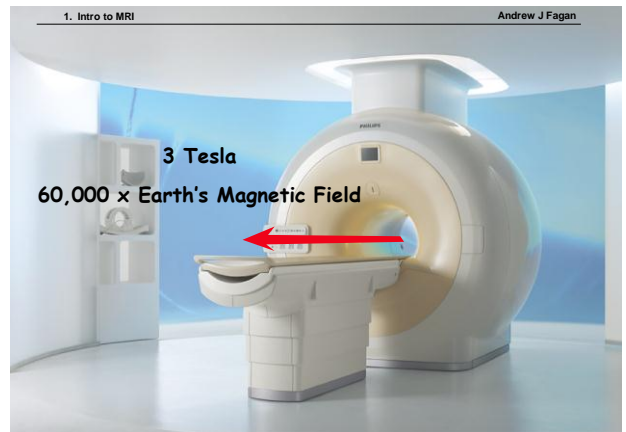 1. Intro to MRI
Andrew J Fagan
PHILIPS
3 Tesla
60,000 x Earth's Magnetic Field